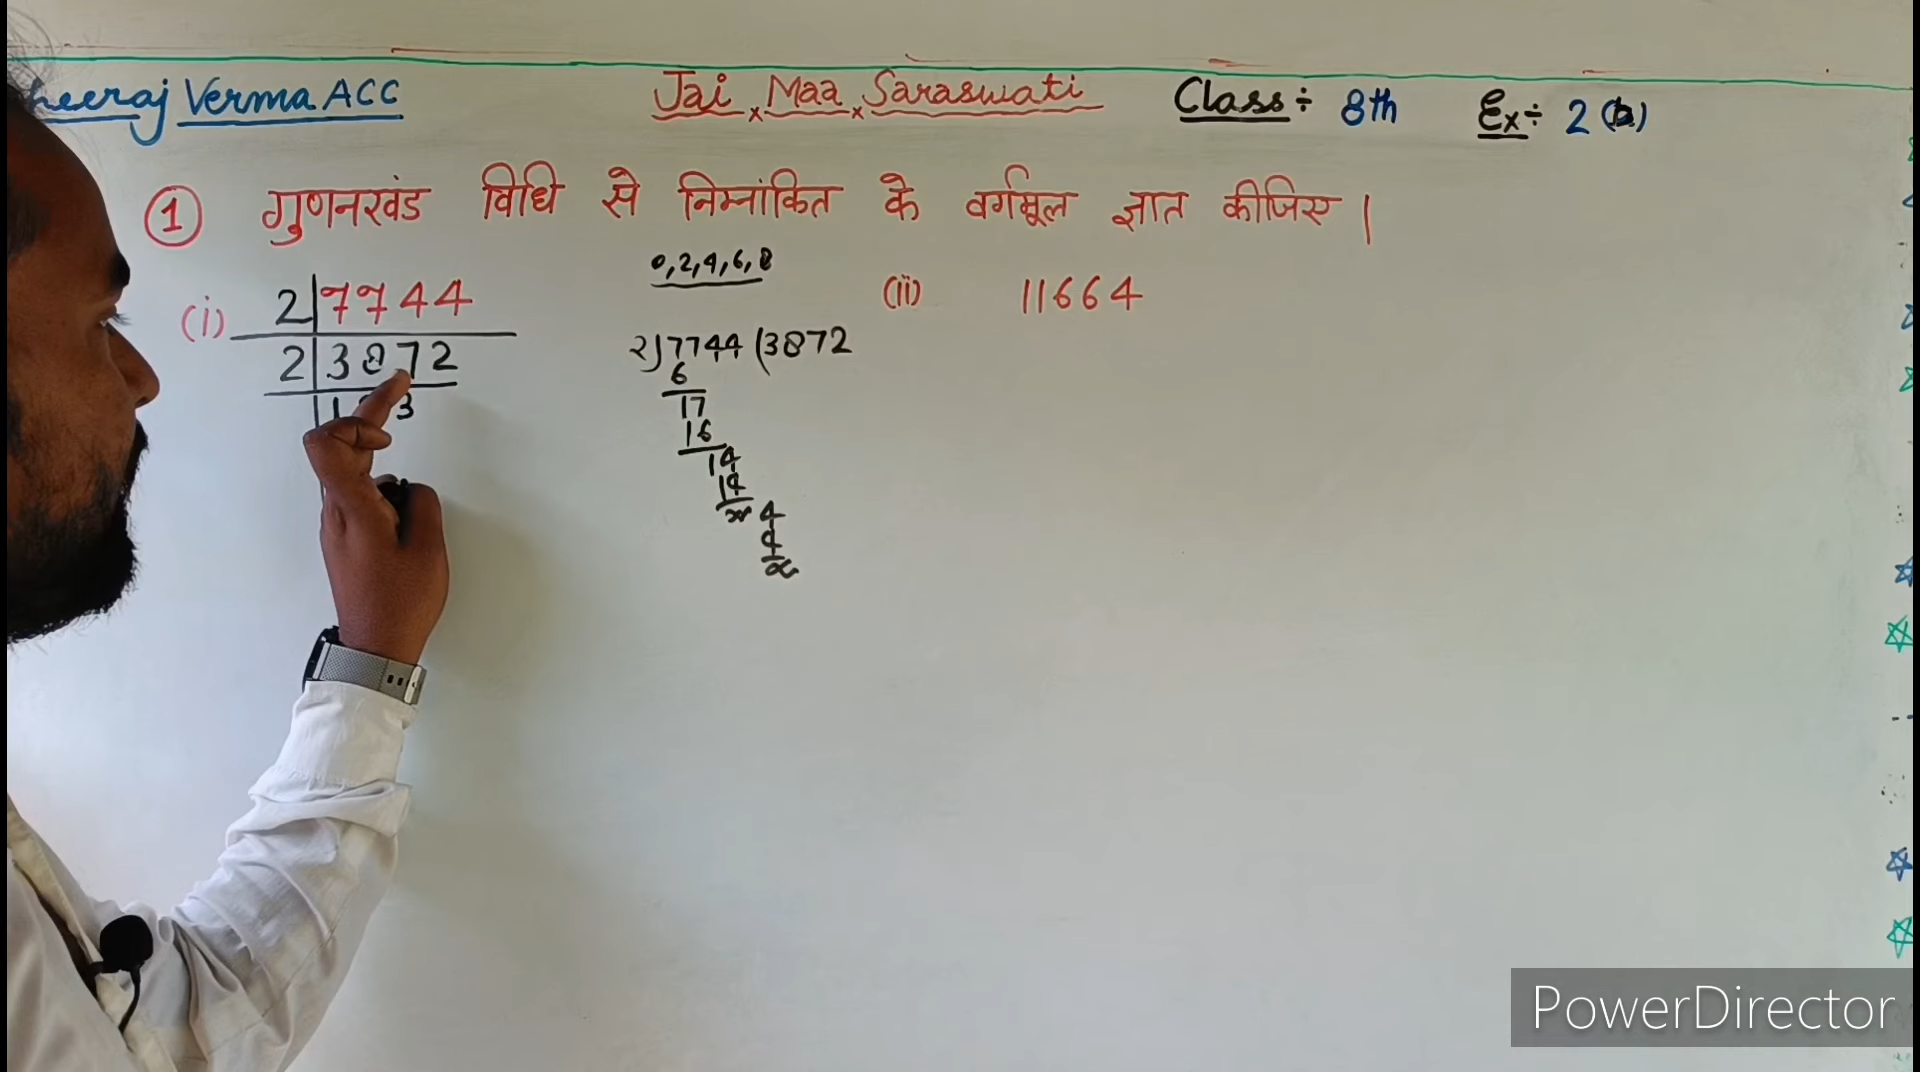 Verma ACC
Jai x Maa x Saraswati
Class ÷ 8th
Ex ÷ 2 (b)
① गुणनखंड विधि से निम्नांकित के वर्गमूल ज्ञात कीजिए।
0, 2, 4, 6, 8
(i) 2 | 7744
2 | 3872
(ii) 11664
2) 7744 (3872
6
17
16
14
14
x 4
4
x
PowerDirector